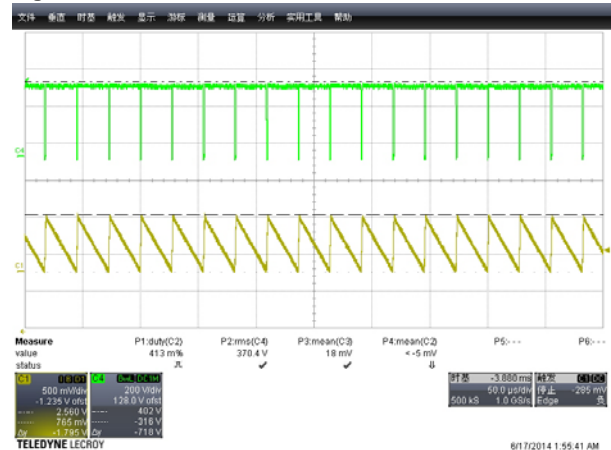 文件 垂直 时基 触发 显示 游标 测量 运算 分析 实用工具 帮助
C4
C1
Measure P1:duty(C2) P2:rms(C4) P3:mean(C3) P4:mean(C2) P5:- - - P6:- - -
value 413 m% 370.4 V 18 mV < -5 mV
status
C1 C4 DC1M 时基 -3.880 ms 触发 C1 DC
500 mV/div 200 V/div 50.0 µs/div 停止 -285 mV
-1.235 V ofst 128.0 V ofst 500 kS 1.0 GS/s Edge 负
2.560 V 402 V
765 mV -316 V
Δy -1.795 V Δy -718 V
TELEDYNE LECROY 6/17/2014 1:55:41 AM